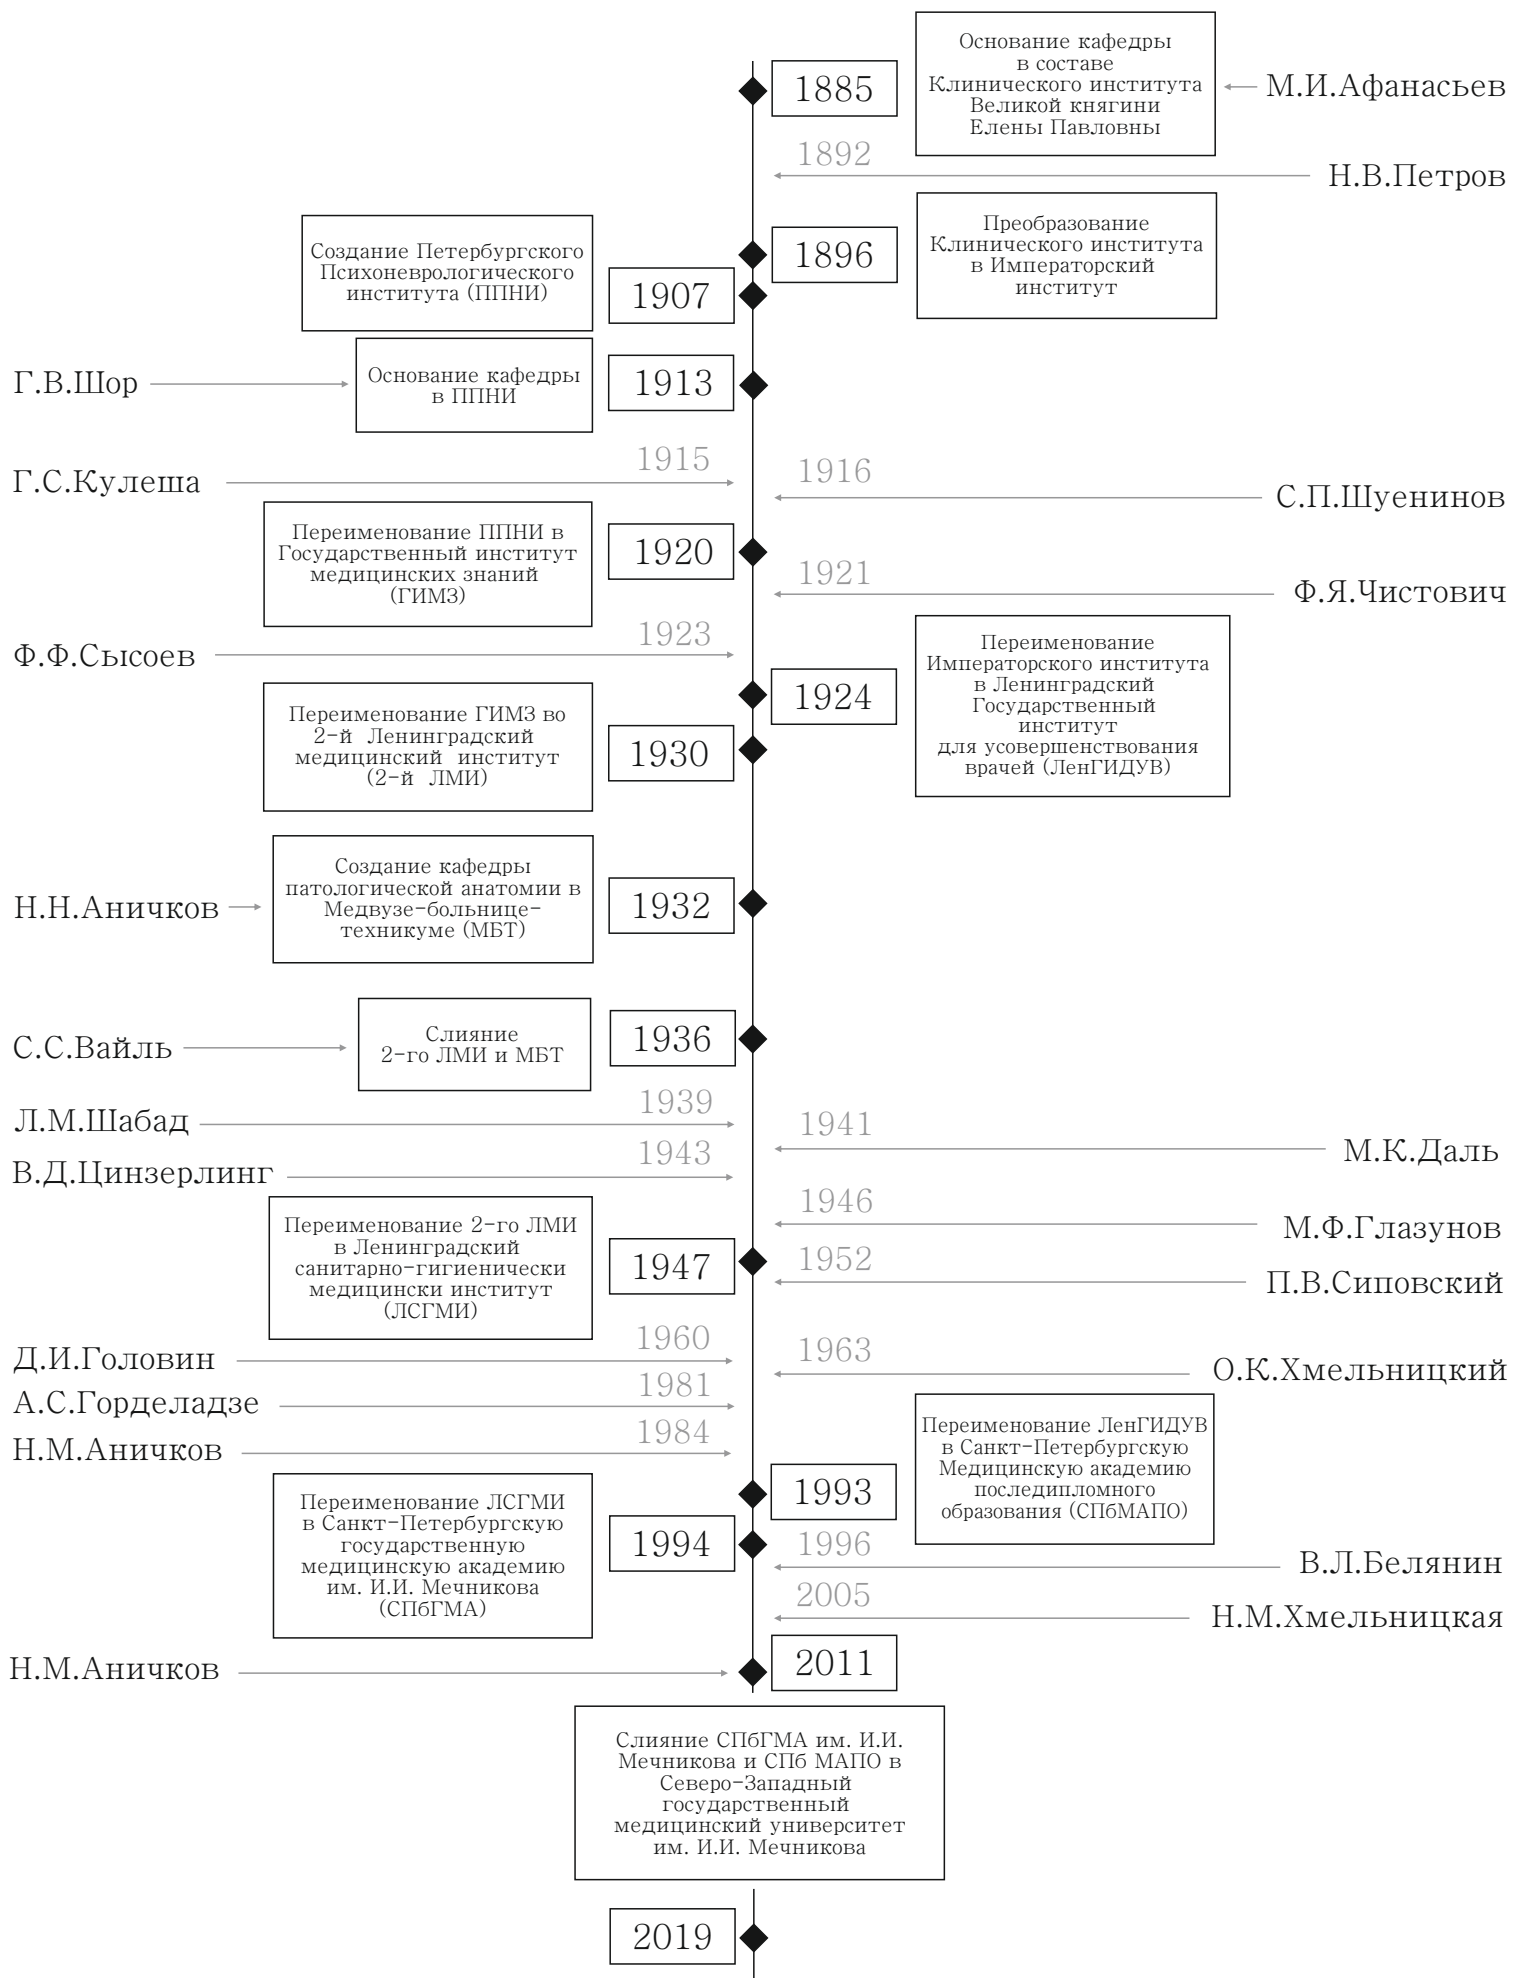 Основание кафедры
в составе
Клинического института
Великой княгини
Елены Павловны
1885
М.И.Афанасьев
1892
Н.В.Петров
Преобразование
Клинического института
в Императорский
институт
1896
Создание Петербургского
Психоневрологического
института (ППНИ)
1907
Г.В.Шор
Основание кафедры
в ППНИ
1913
1915
Г.С.Кулеша
1916
С.П.Шуенинов
Переименование ППНИ в
Государственный институт
медицинских знаний
(ГИМЗ)
1920
1921
Ф.Я.Чистович
1923
Ф.Ф.Сысоев
1924
Переименование
Императорского института
в Ленинградский
Государственный
институт
для усовершенствования
врачей (ЛенГИДУВ)
Переименование ГИМЗ во
2-й Ленинградский
медицинский институт
(2-й ЛМИ)
1930
Н.Н.Аничков
Создание кафедры
патологической анатомии в
Медвузе-больнице-
техникуме (МБТ)
1932
С.С.Вайль
Слияние
2-го ЛМИ и МБТ
1936
1939
Л.М.Шабад
1941
М.К.Даль
1943
В.Д.Цинзерлинг
1946
М.Ф.Глазунов
Переименование 2-го ЛМИ
в Ленинградский
санитарно-гигиенически
медицински институт
(ЛСГМИ)
1947
1952
П.В.Сиповский
1960
Д.И.Головин
1963
О.К.Хмельницкий
1981
А.С.Горделадзе
1984
Н.М.Аничков
Переименование ЛенГИДУВ
в Санкт-Петербургскую
Медицинскую академию
последипломного
образования (СПбМАПО)
1993
Переименование ЛСГМИ
в Санкт-Петербургскую
государственную
медицинскую академию
им. И.И. Мечникова
(СПбГМА)
1994
1996
В.Л.Белянин
2005
Н.М.Хмельницкая
Н.М.Аничков
2011
Слияние СПбГМА им. И.И.
Мечникова и СПб МАПО в
Северо-Западный
государственный
медицинский университет
им. И.И. Мечникова
2019